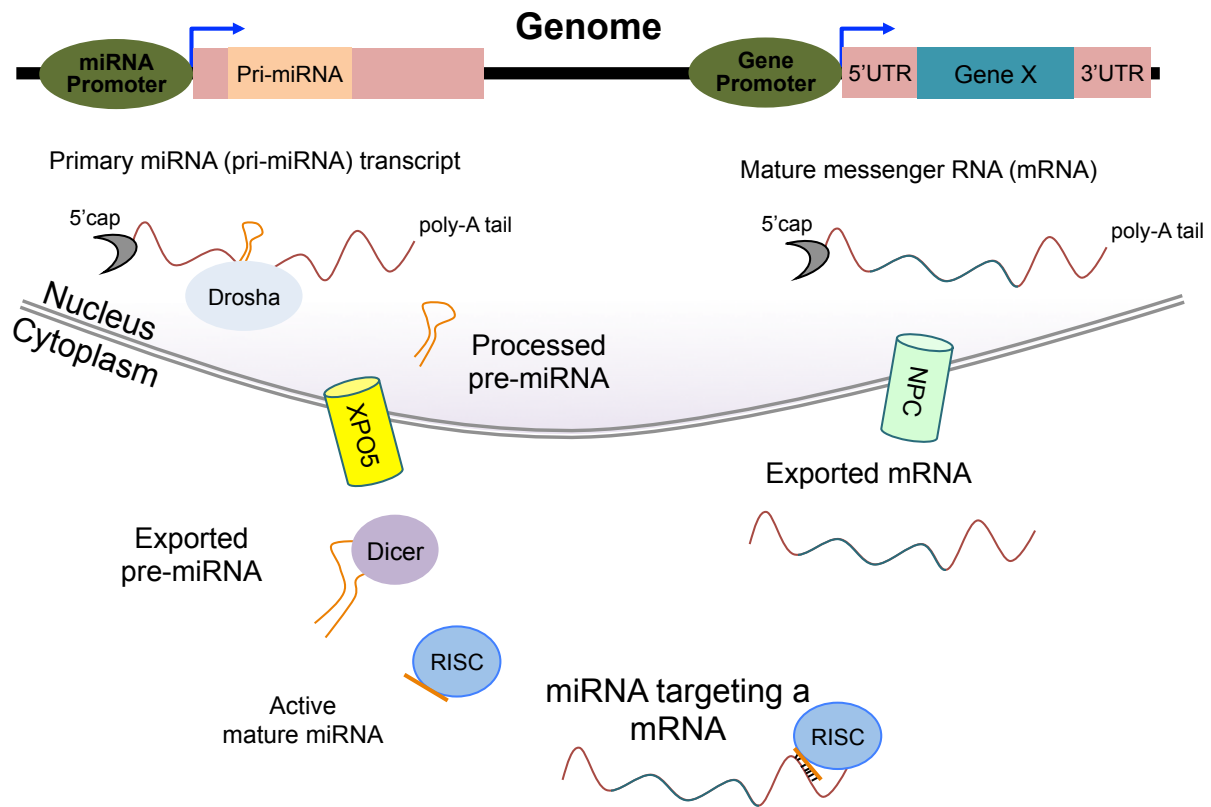 Genome
miRNA
Promoter
Pri-miRNA
Gene
Promoter
5’UTR
Gene X
3’UTR
Primary miRNA (pri-miRNA) transcript
Mature messenger RNA (mRNA)
5’cap
poly-A tail
Drosha
5’cap
poly-A tail
Nucleus
Cytoplasm
Processed
pre-miRNA
XPO5
NPC
Exported mRNA
Exported
pre-miRNA
Dicer
RISC
Active
mature miRNA
miRNA targeting a
mRNA
RISC